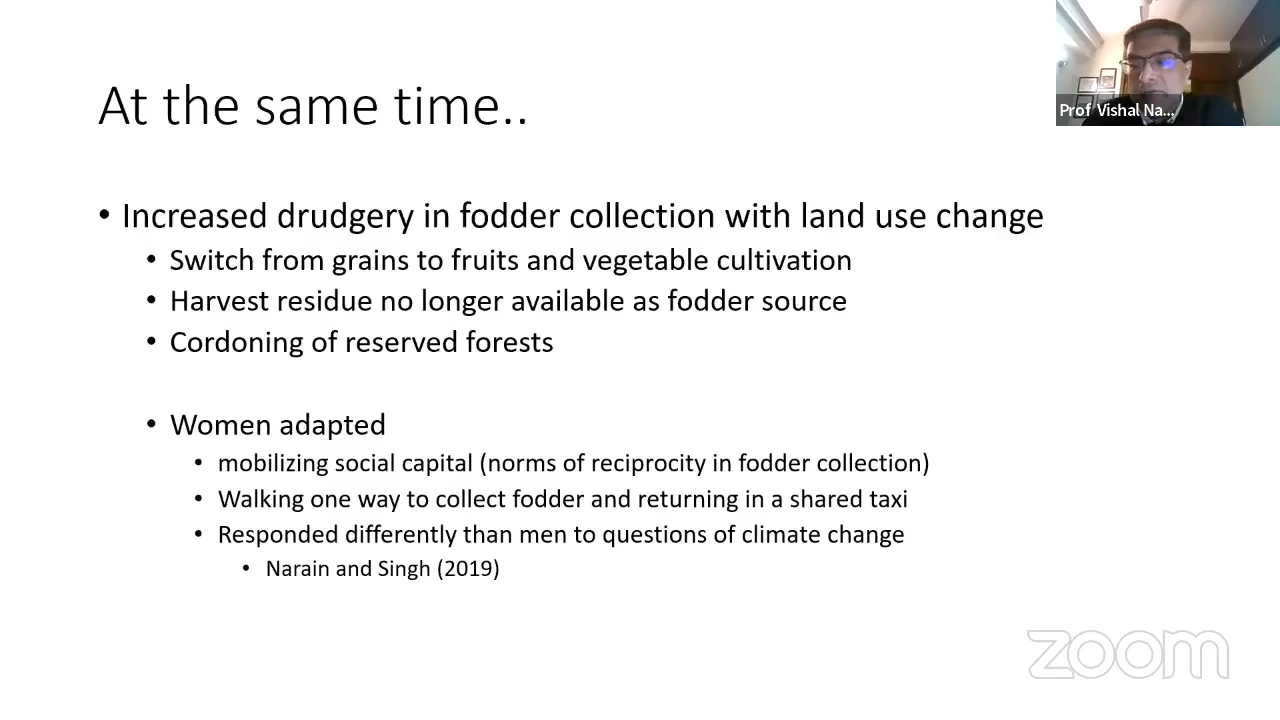 At the same time..
Prof Vishal Na...
• Increased drudgery in fodder collection with land use change
• Switch from grains to fruits and vegetable cultivation
• Harvest residue no longer available as fodder source
• Cordoning of reserved forests
• Women adapted
• mobilizing social capital (norms of reciprocity in fodder collection)
• Walking one way to collect fodder and returning in a shared taxi
• Responded differently than men to questions of climate change
• Narain and Singh (2019)
zoom